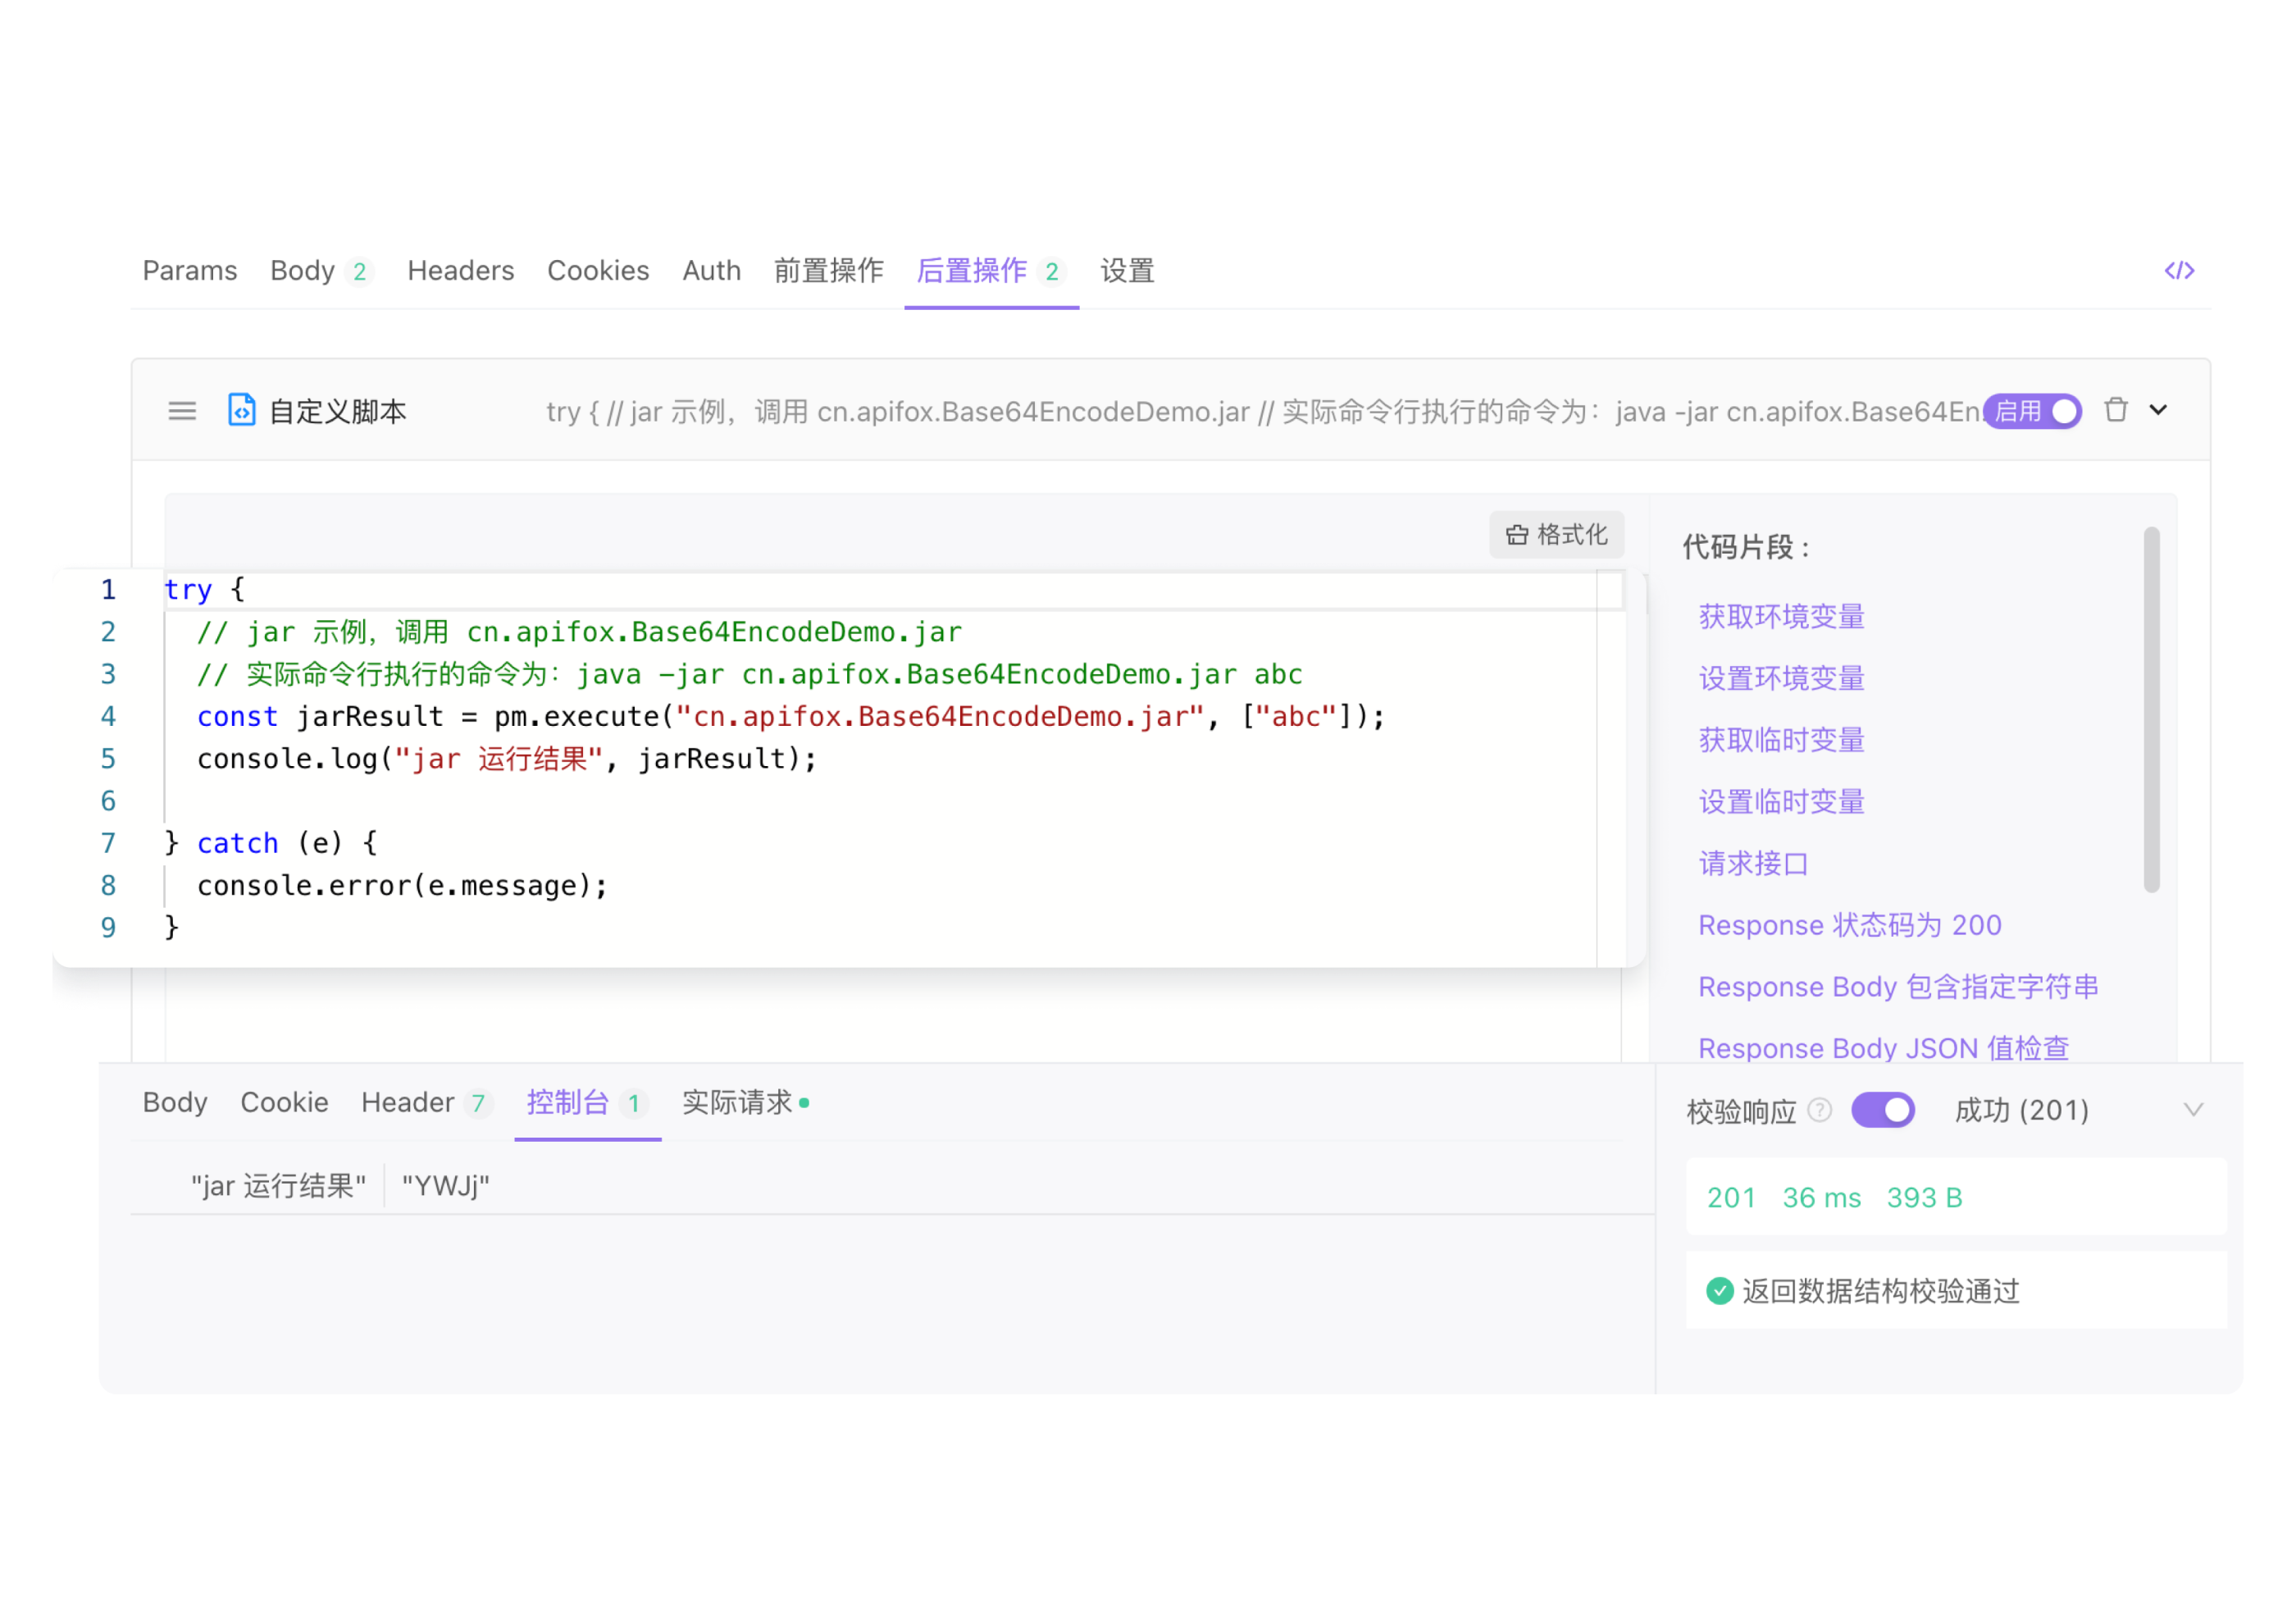 Params Body 2 Headers Cookies Auth 前置操作 后置操作 2 设置 </>
自定义脚本 try { // jar 示例，调用 cn.apifox.Base64EncodeDemo.jar // 实际命令行执行的命令为：java -jar cn.apifox.Base64En. 启用
格式化
代码片段：
1 try {
2 // jar 示例，调用 cn.apifox.Base64EncodeDemo.jar
3 // 实际命令行执行的命令为：java -jar cn.apifox.Base64EncodeDemo.jar abc
4 const jarResult = pm.execute("cn.apifox.Base64EncodeDemo.jar", ["abc"]);
5 console.log("jar 运行结果", jarResult);
6
7 } catch (e) {
8 console.error(e.message);
9 }
获取环境变量
设置环境变量
获取临时变量
设置临时变量
请求接口
Response 状态码为 200
Response Body 包含指定字符串
Response Body JSON 值检查
Body Cookie Header 7 控制台 1 实际请求
"jar 运行结果" "YWJj"
校验响应 ? 成功 (201)
201 36 ms 393 B
返回数据结构校验通过